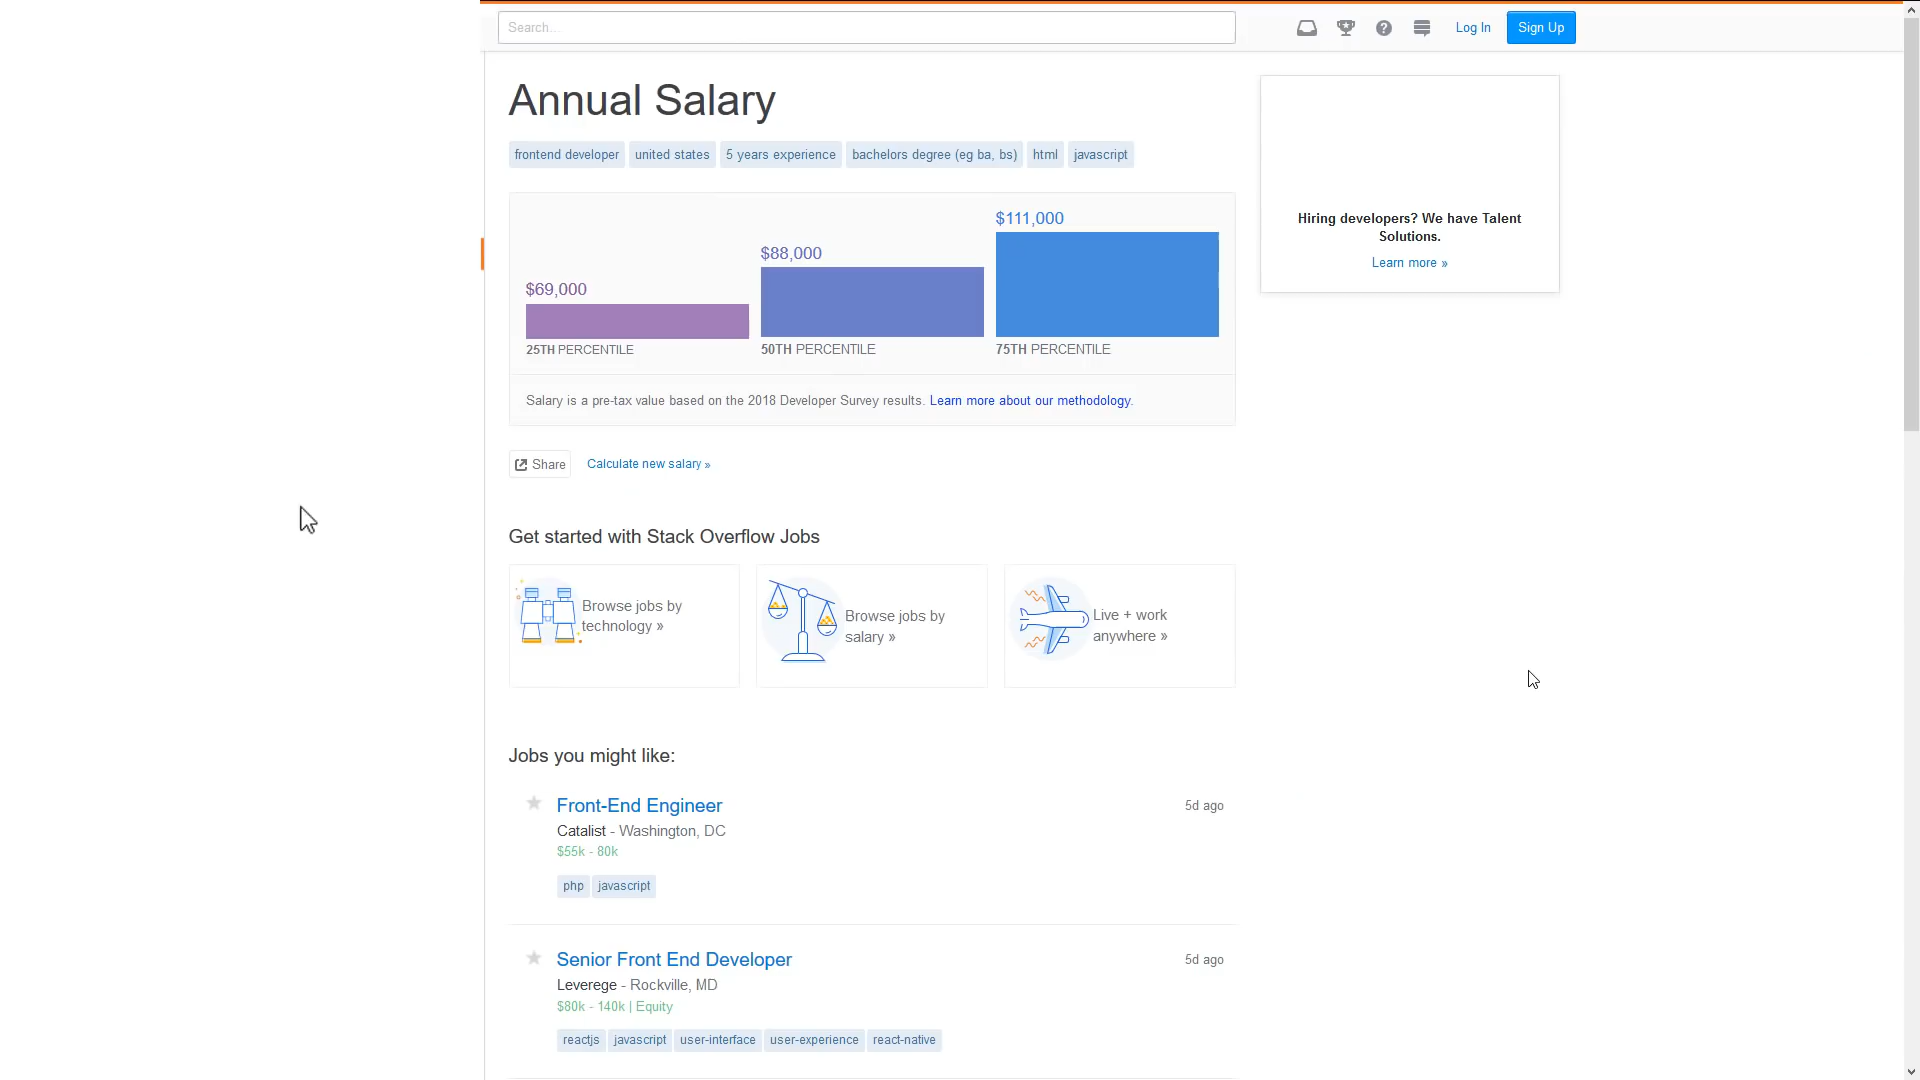 Search...
Log In
Sign Up
Annual Salary
frontend developer united states 5 years experience bachelors degree (eg ba, bs) html javascript
$69,000
25TH PERCENTILE
$88,000
50TH PERCENTILE
$111,000
75TH PERCENTILE
Salary is a pre-tax value based on the 2018 Developer Survey results. Learn more about our methodology.
Share
Calculate new salary »
Hiring developers? We have Talent
Solutions.
Learn more »
Get started with Stack Overflow Jobs
Browse jobs by
technology »
Browse jobs by
salary »
Live + work
anywhere »
Jobs you might like:
Front-End Engineer
5d ago
Catalist - Washington, DC
$55k - 80k
php javascript
Senior Front End Developer
5d ago
Leverege - Rockville, MD
$80k - 140k | Equity
reactjs javascript user-interface user-experience react-native